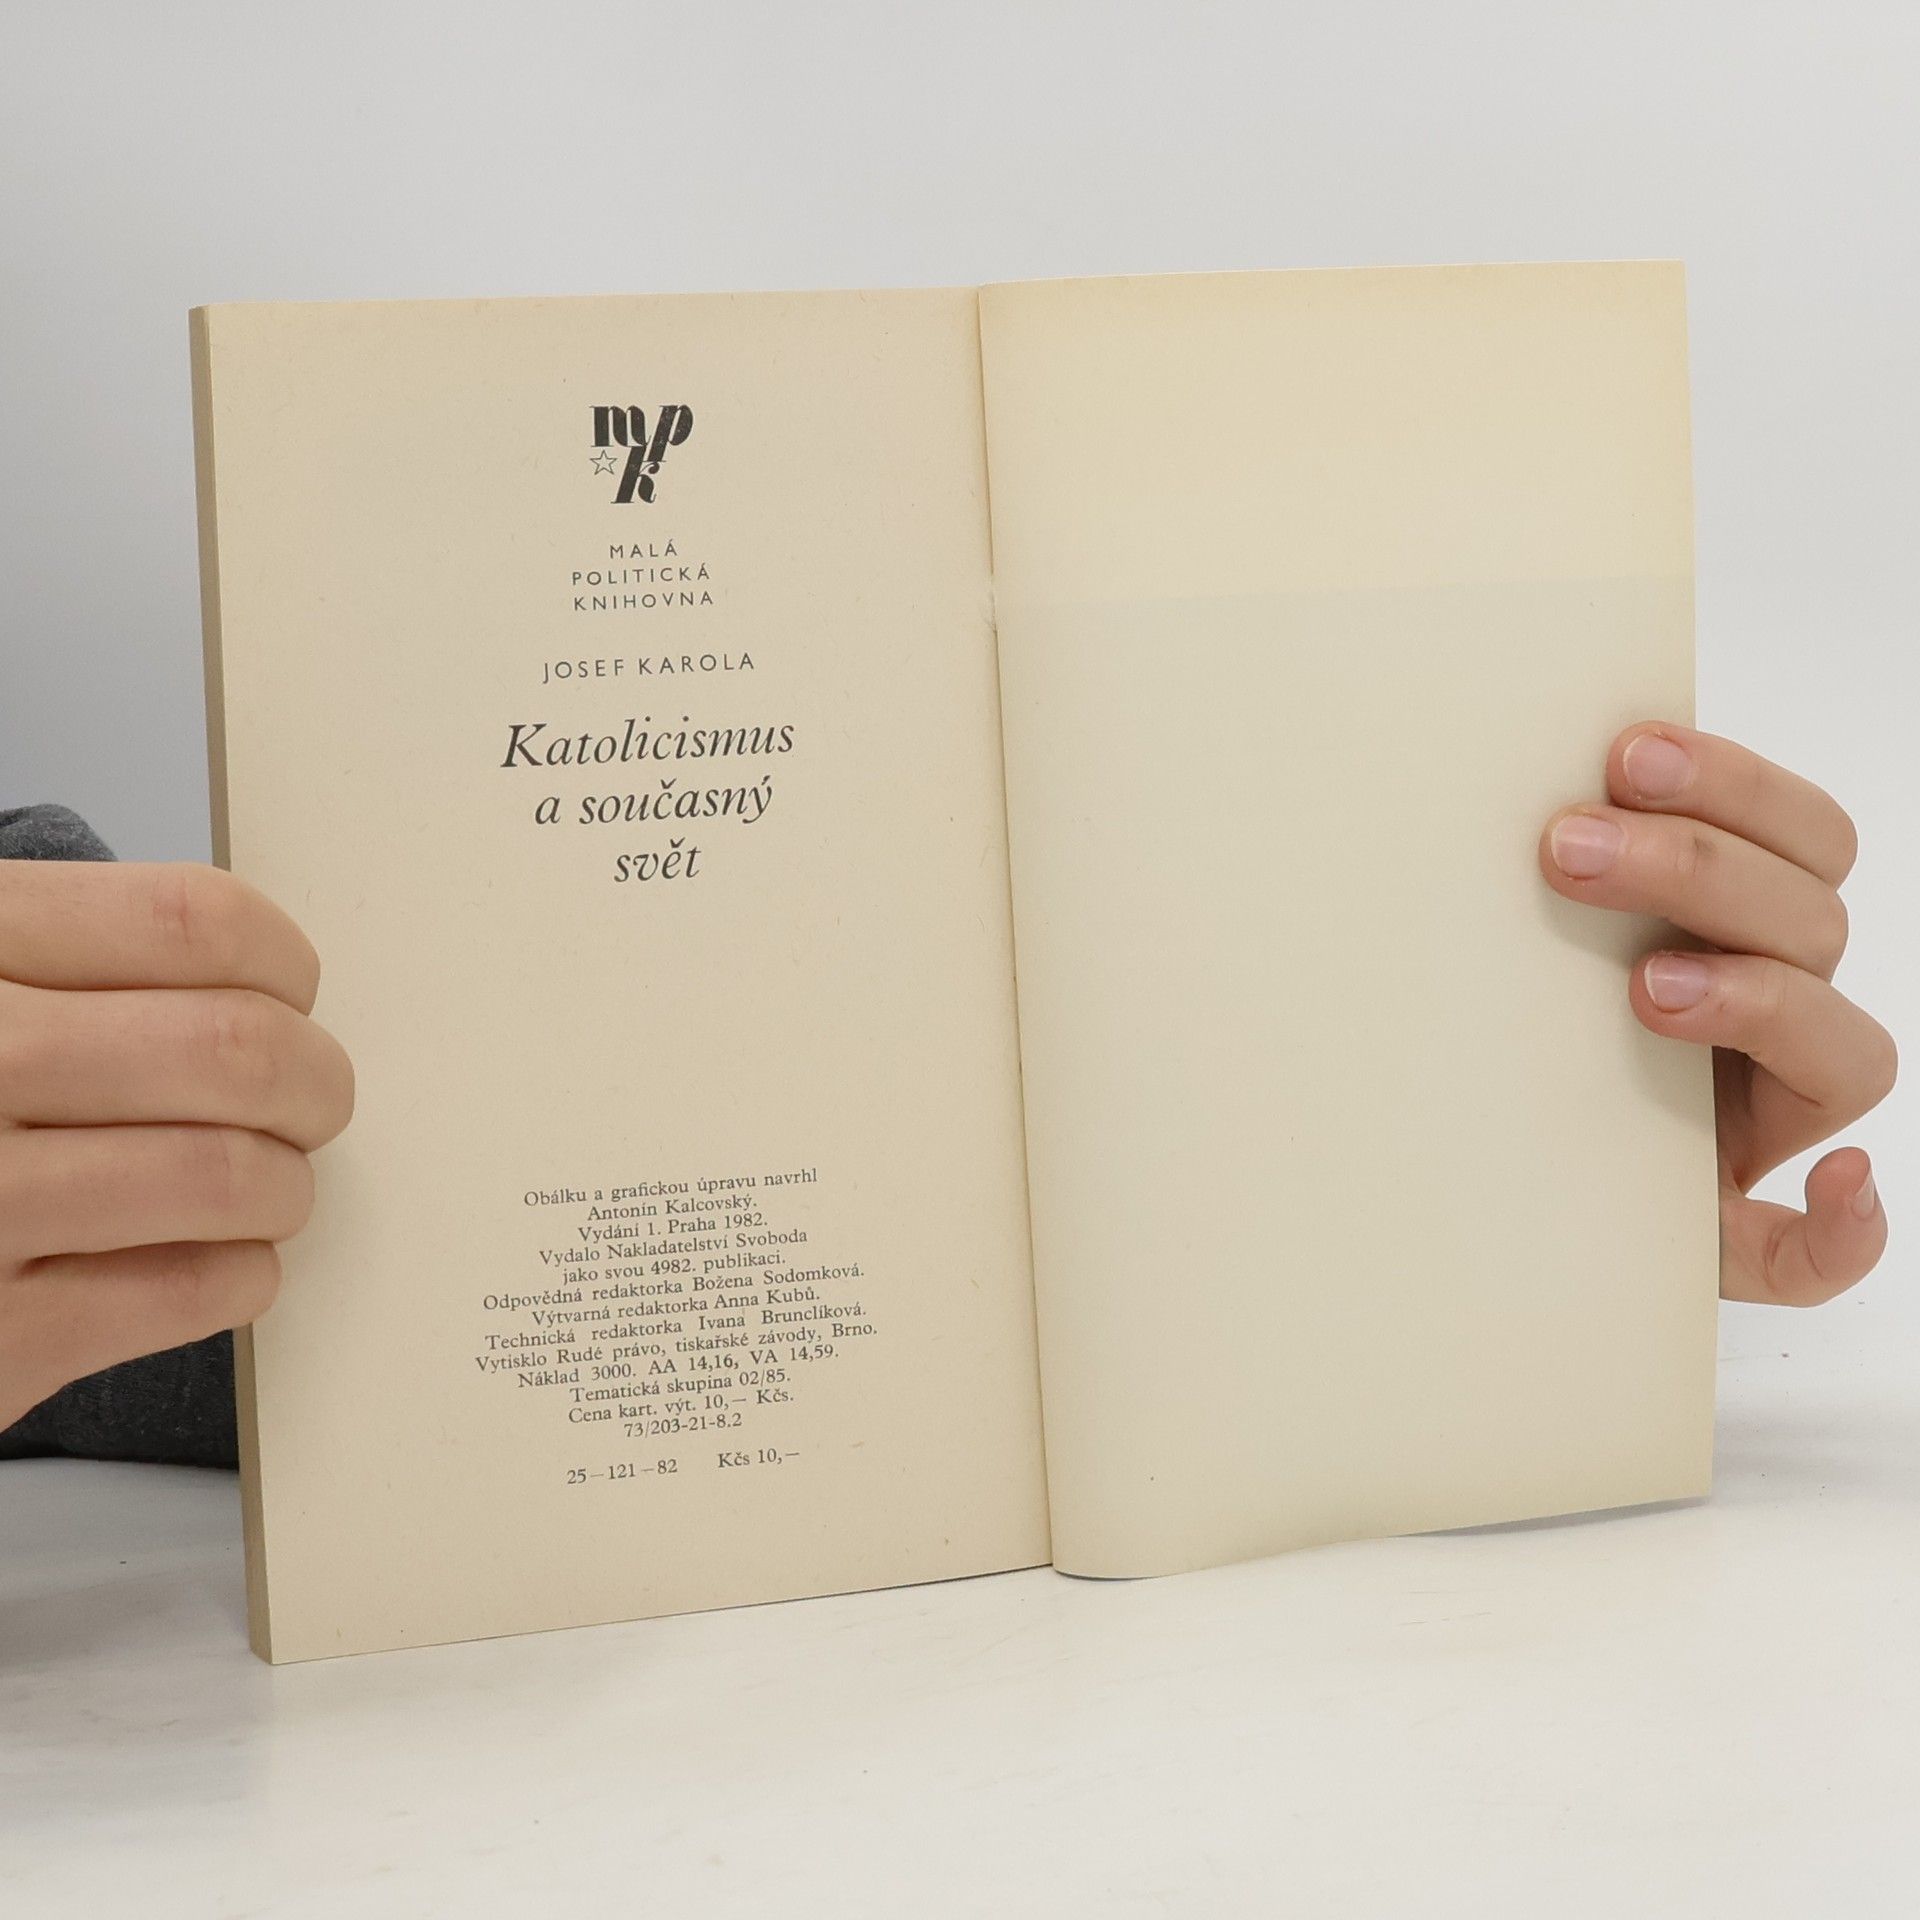 mpk
MALÁ
POLITICKÁ
KNIHOVNA
JOSEF KAROLA
Katolicismus
a současný
svět
Obálku a grafickou úpravu navrhl
Antonín Kalcovský.
Vydání 1. Praha 1982.
Vydalo Nakladatelství Svoboda
jako svou 4982. publikaci.
Odpovědná redaktorka Božena Sodomková.
Výtvarná redaktorka Anna Kubů.
Technická redaktorka Ivana Brunclíková.
Vytisklo Rudé právo, tiskařské závody, Brno.
Náklad 3000. AA 14,16, VA 14,59.
Tematická skupina 02/85.
Cena kart. výt. 10,— Kčs.
73/203-21-8.2
25—121—82 Kčs 10,—